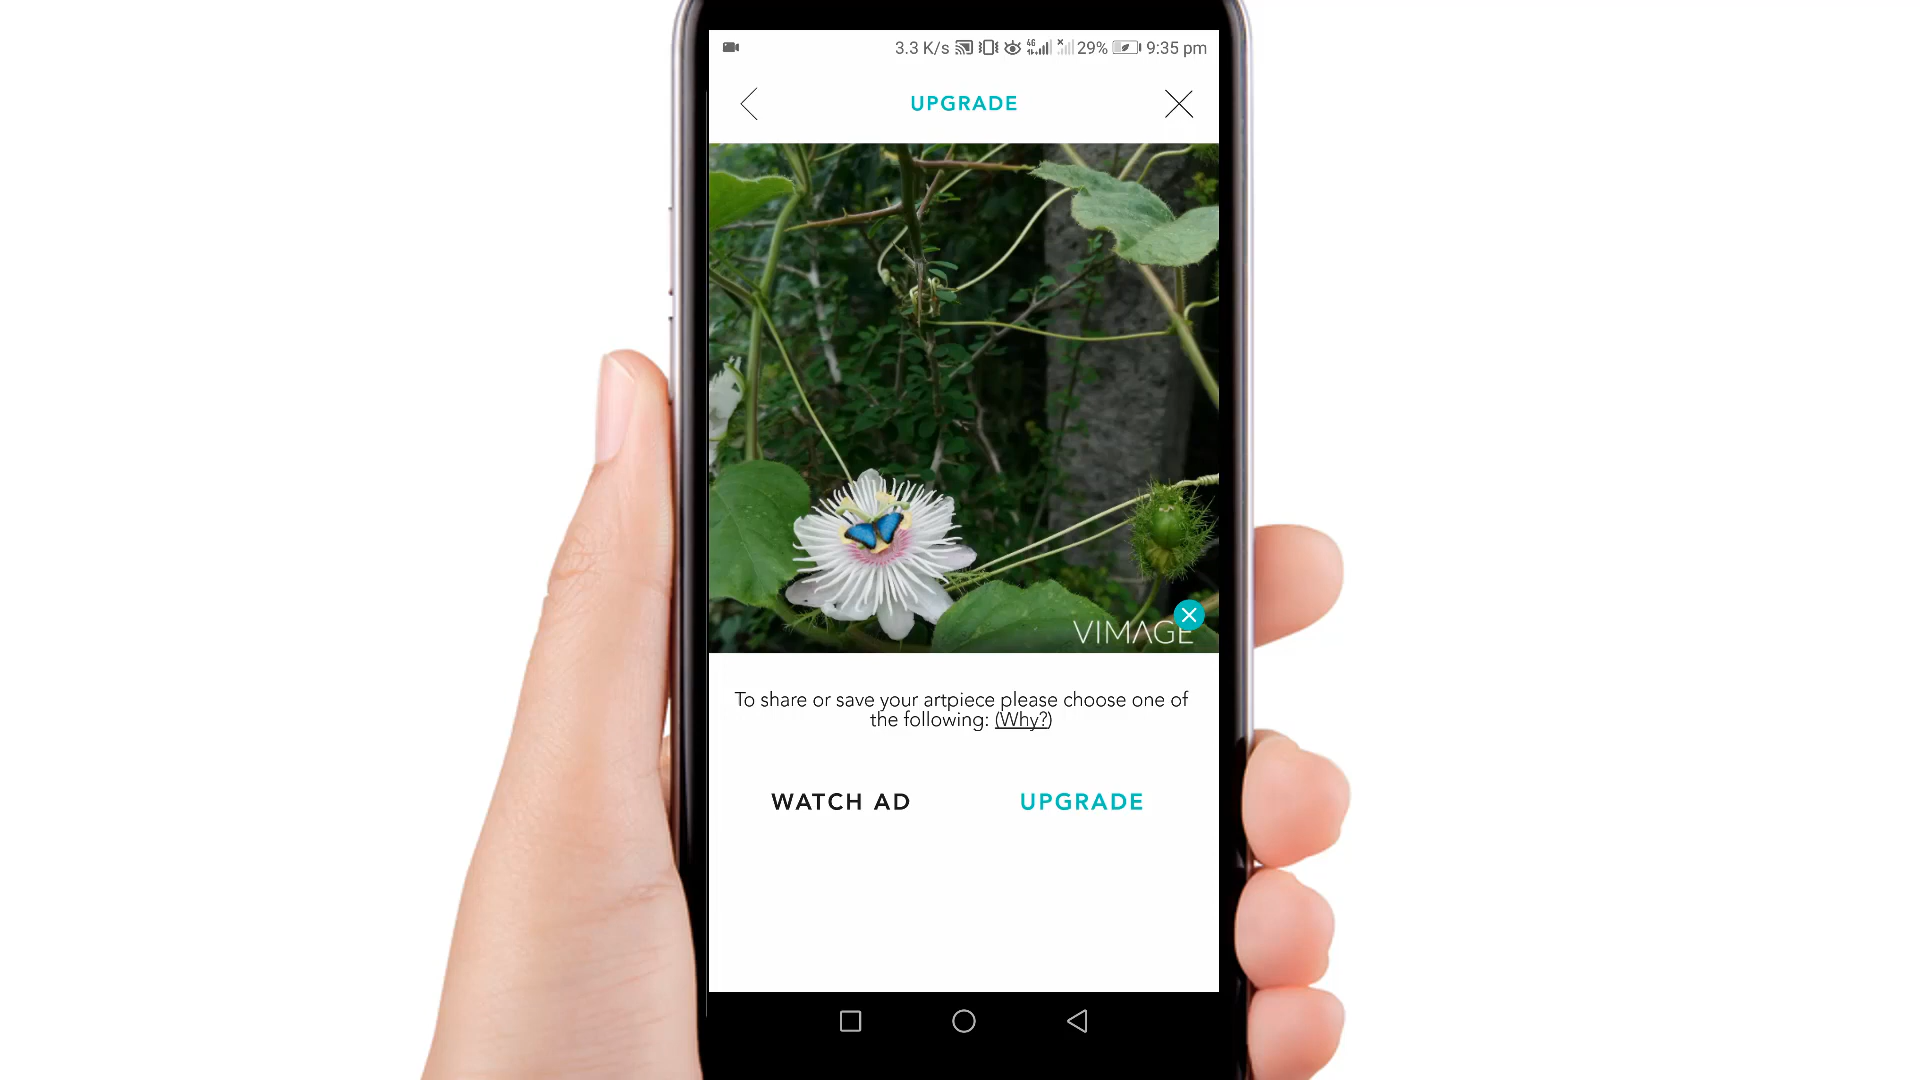 3.3 K/s 4G 29% 9:35 pm
UPGRADE
VIMAGE
To share or save your artpiece please choose one of
the following: (Why?)
WATCH AD UPGRADE